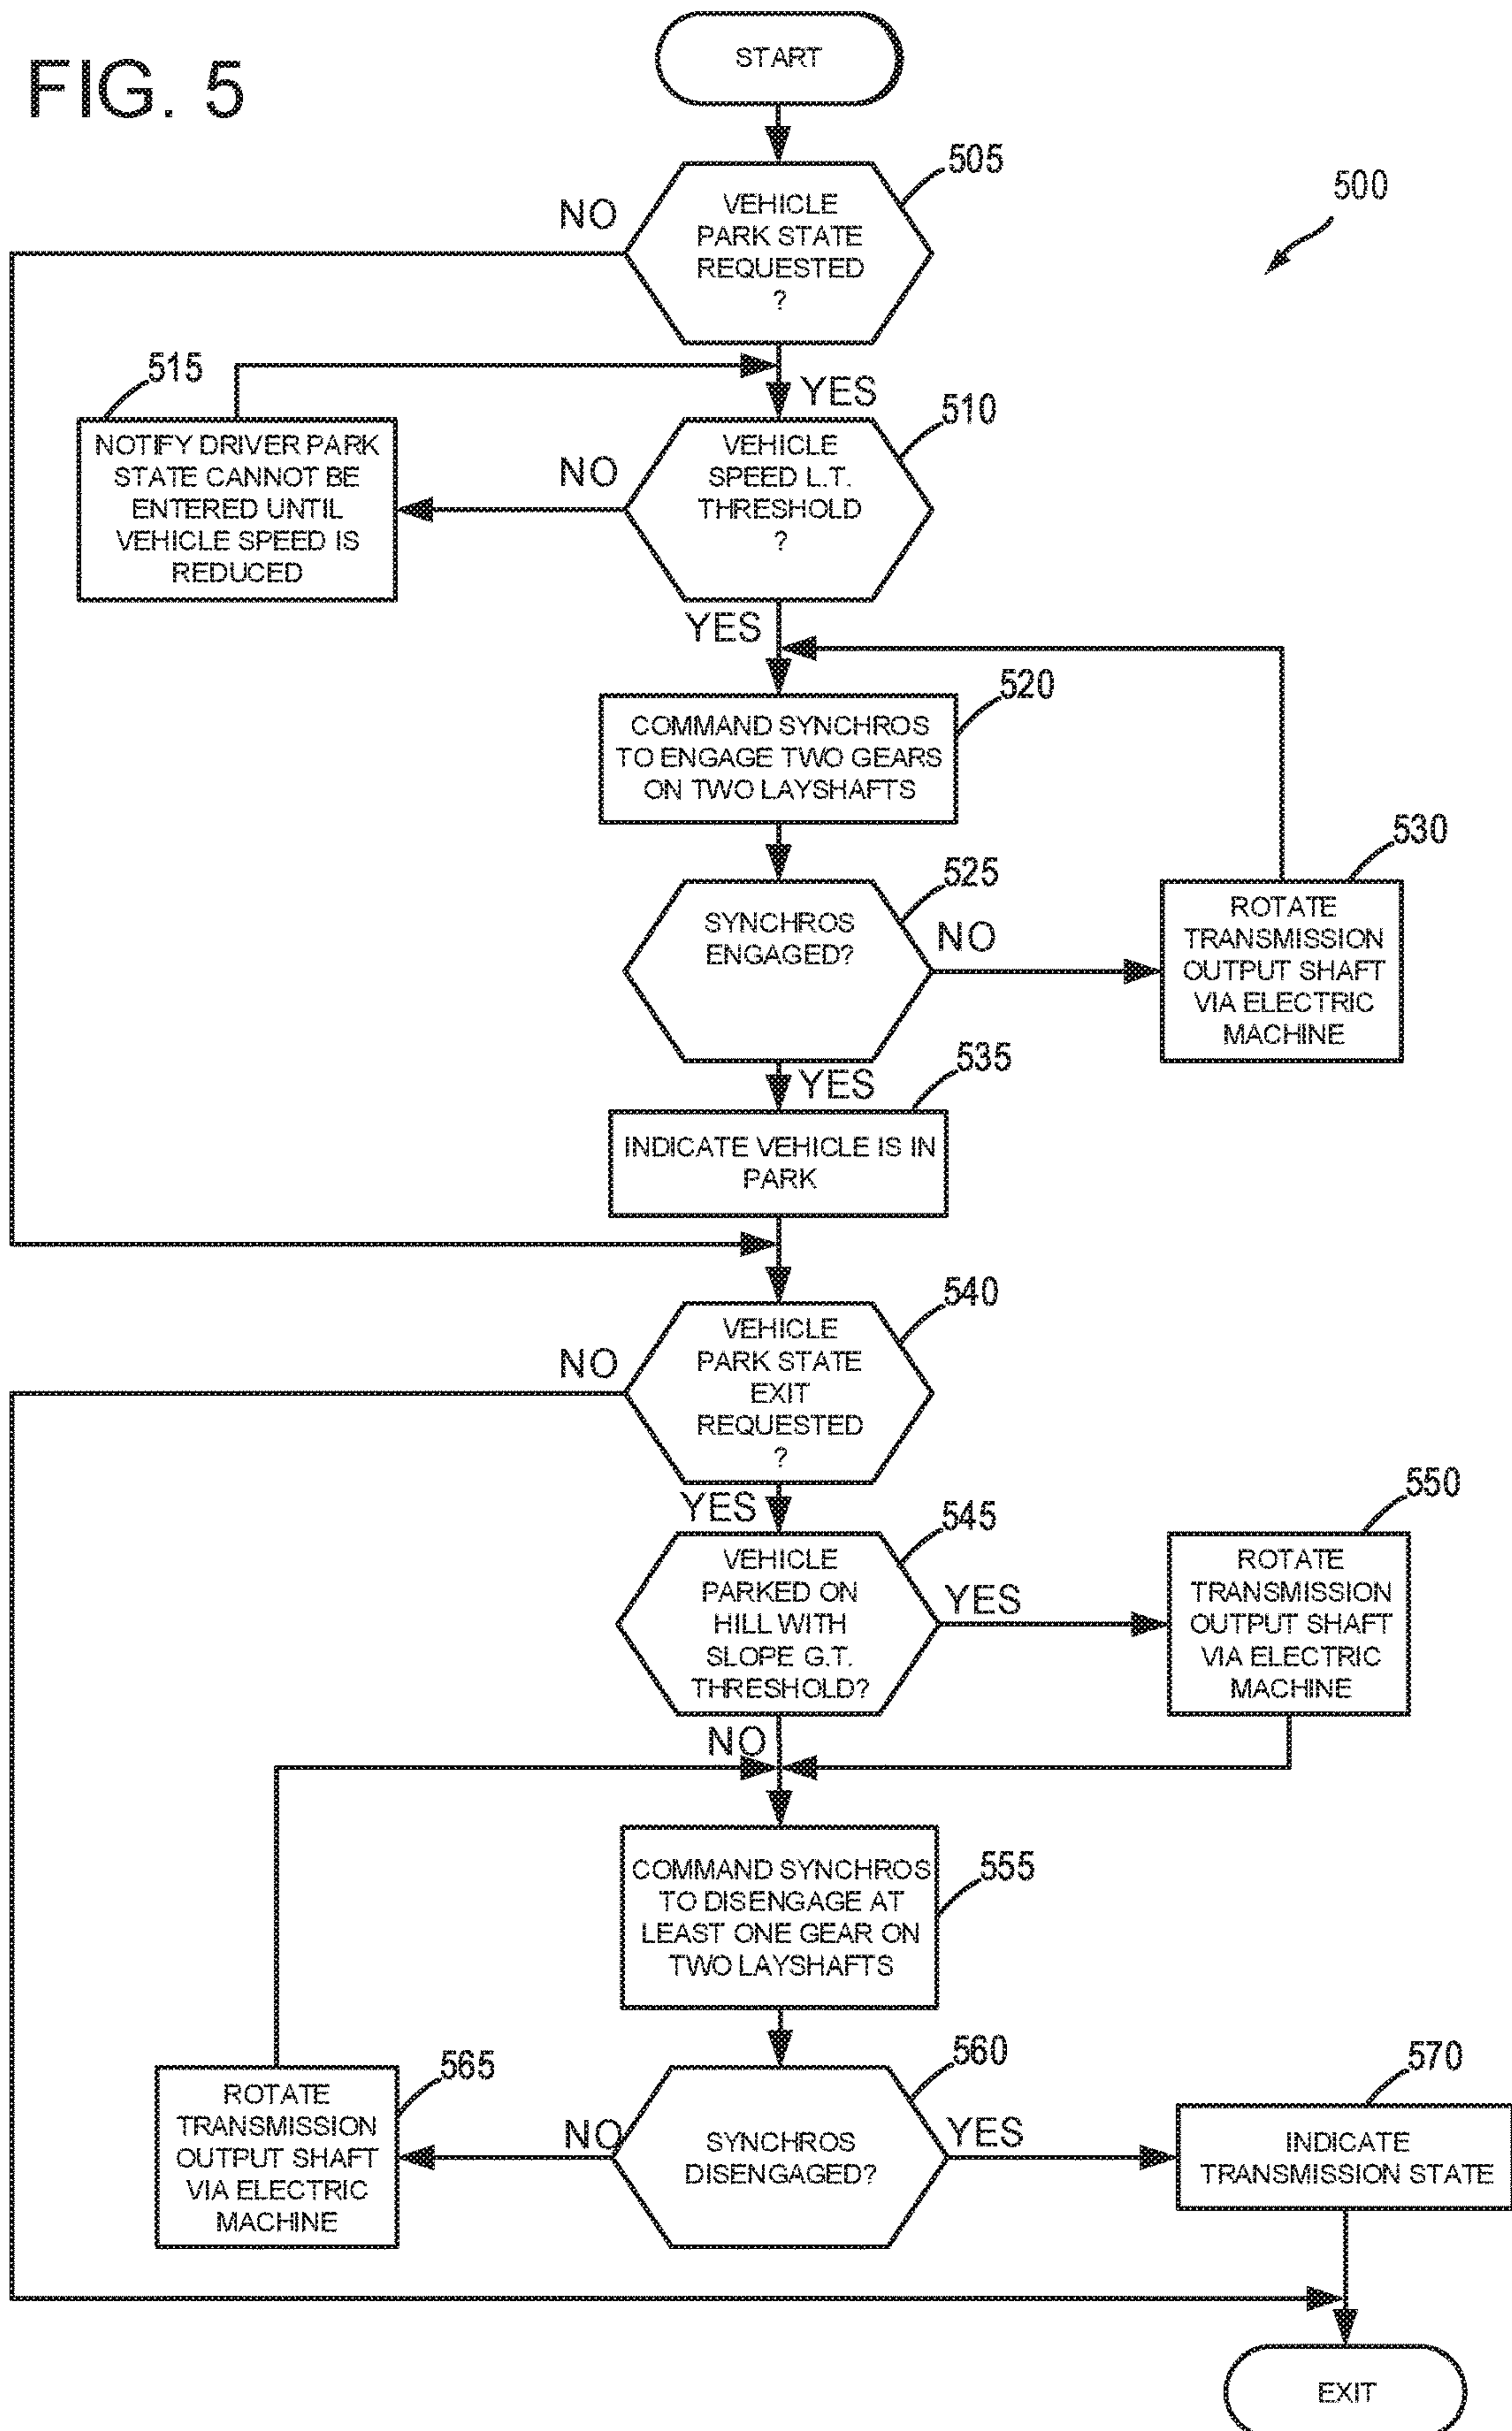 FIG. 5
START
505
500
NO
VEHICLE
PARK STATE
REQUESTED
?
515
YES
510
NOTIFY DRIVER PARK
STATE CANNOT BE
ENTERED UNTIL
VEHICLE SPEED IS
REDUCED
NO
VEHICLE
SPEED L.T.
THRESHOLD
?
YES
520
COMMAND SYNCHROS
TO ENGAGE TWO GEARS
ON TWO LAYSHAFTS
530
525
SYNCHROS
ENGAGED?
NO
ROTATE
TRANSMISSION
OUTPUT SHAFT
VIA ELECTRIC
MACHINE
YES
535
INDICATE VEHICLE IS IN
PARK
540
NO
VEHICLE
PARK STATE
EXIT
REQUESTED
?
YES
545
550
VEHICLE
PARKED ON
HILL WITH
SLOPE G.T.
THRESHOLD?
YES
ROTATE
TRANSMISSION
OUTPUT SHAFT
VIA ELECTRIC
MACHINE
NO
555
COMMAND SYNCHROS
TO DISENGAGE AT
LEAST ONE GEAR ON
TWO LAYSHAFTS
565
560
570
ROTATE
TRANSMISSION
OUTPUT SHAFT
VIA ELECTRIC
MACHINE
NO
SYNCHROS
DISENGAGED?
YES
INDICATE
TRANSMISSION STATE
EXIT